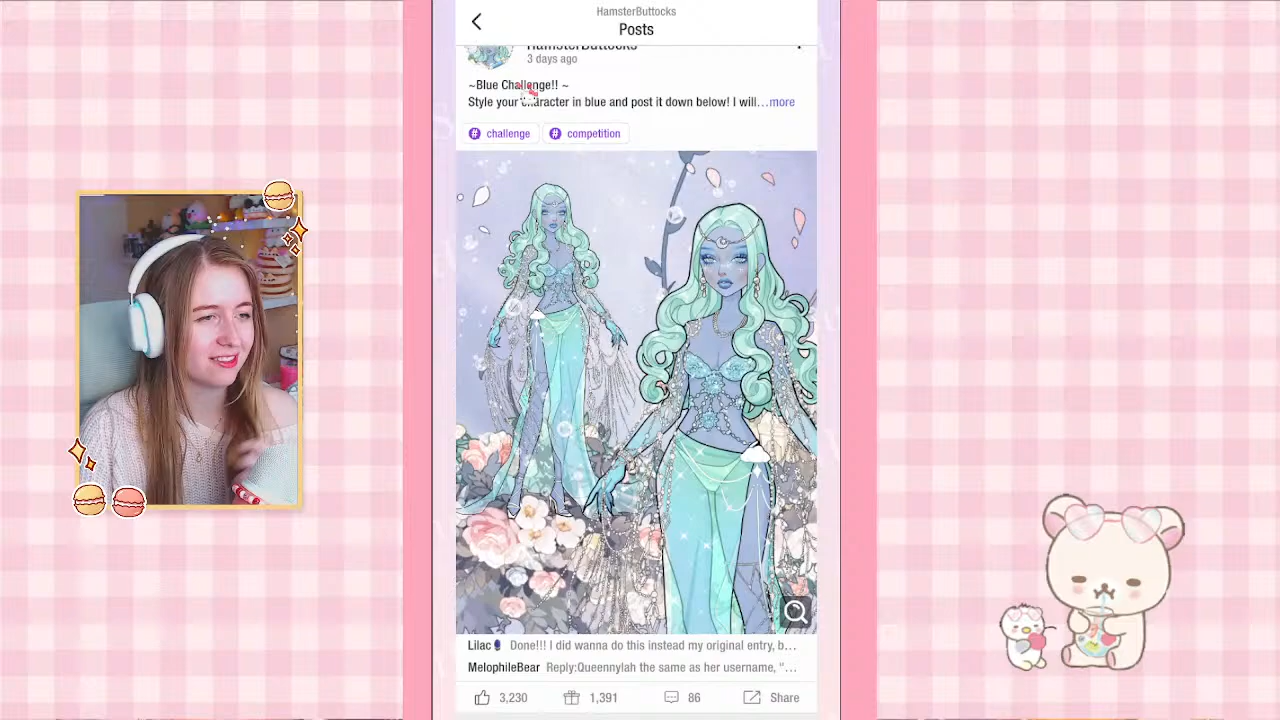 HamsterButtocks
Posts
HamsterButtocks
3 days ago
~Blue Challenge!! ~
Style your character in blue and post it down below! I will...more
# challenge # competition
Lilac Done!!! I did wanna do this instead my original entry, b...
MelophileBear Reply:Queennylah the same as her username, "...
3,230 1,391 86 Share